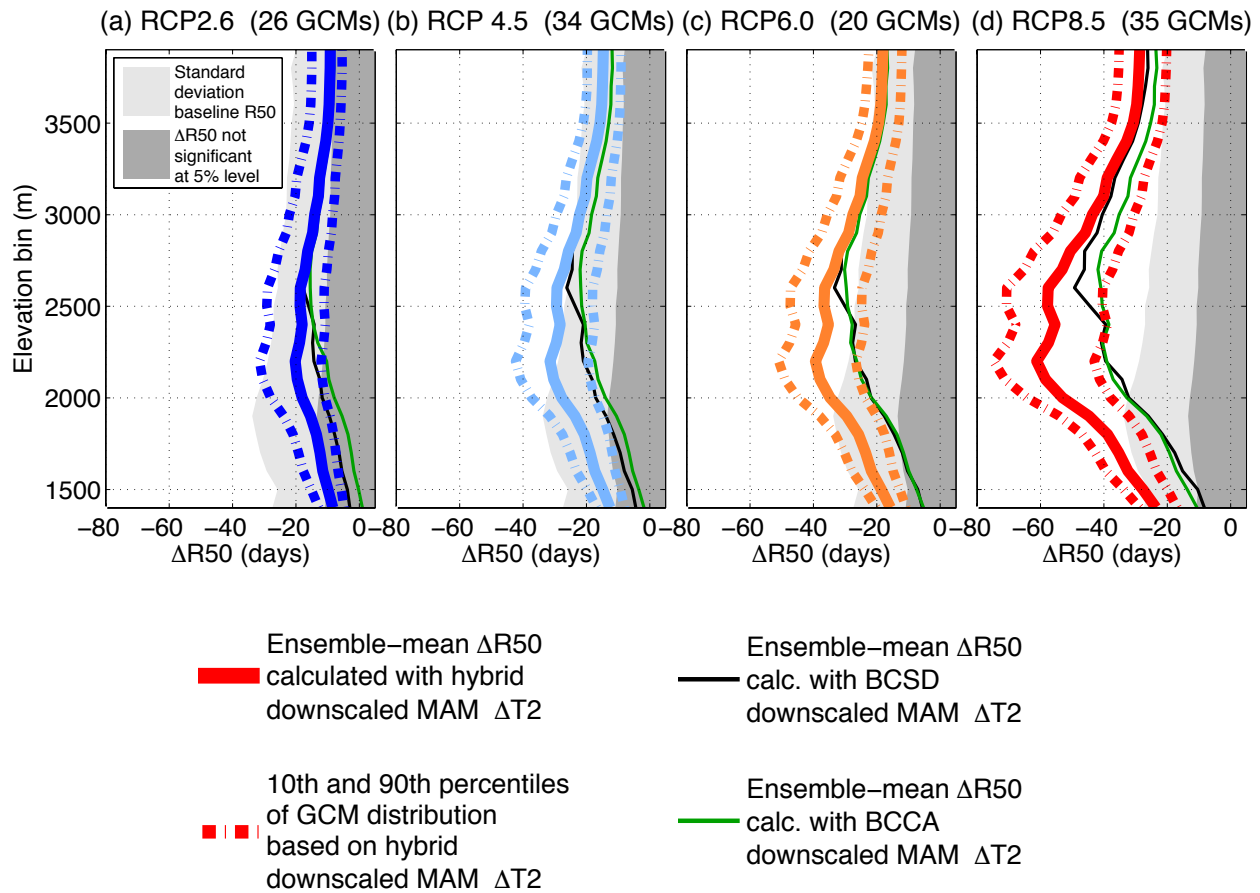 (a) RCP2.6 (26 GCMs)
(b) RCP 4.5 (34 GCMs)
(c) RCP6.0 (20 GCMs)
(d) RCP8.5 (35 GCMs)
Standard
deviation
baseline R50
ΔR50 not
significant
at 5% level
Elevation bin (m)
3500
3000
2500
2000
1500
−80 −60 −40 −20 0
−80 −60 −40 −20 0
−80 −60 −40 −20 0
−80 −60 −40 −20 0
ΔR50 (days)
ΔR50 (days)
ΔR50 (days)
ΔR50 (days)
Ensemble−mean ΔR50
calculated with hybrid
downscaled MAM ΔT2
Ensemble−mean ΔR50
calc. with BCSD
downscaled MAM ΔT2
10th and 90th percentiles
of GCM distribution
based on hybrid
downscaled MAM ΔT2
Ensemble−mean ΔR50
calc. with BCCA
downscaled MAM ΔT2